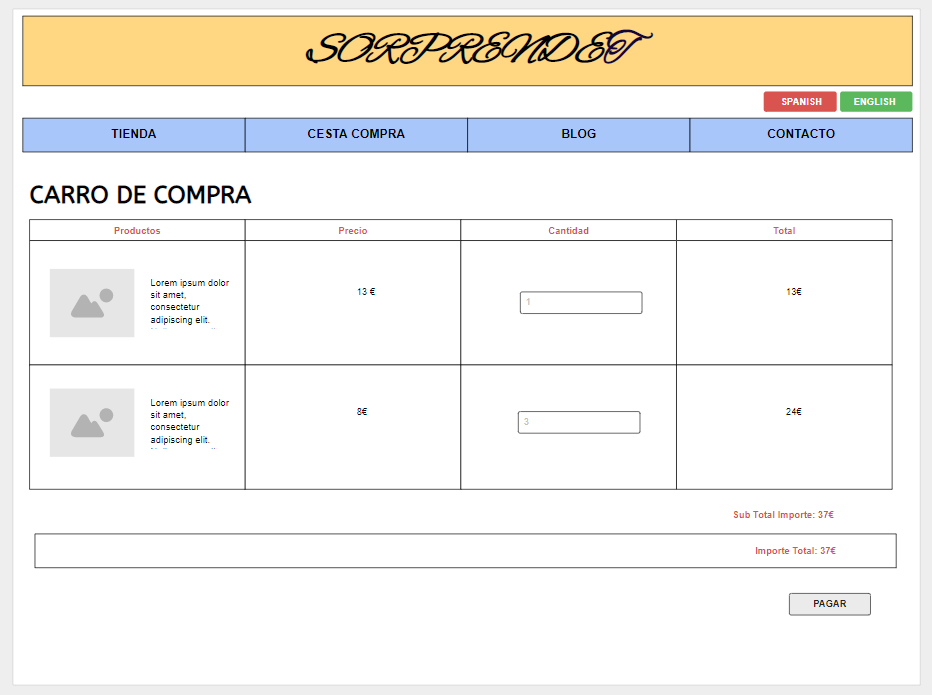 SORPRENDET
SPANISH ENGLISH
TIENDA CESTA COMPRA BLOG CONTACTO
CARRO DE COMPRA
Productos Precio Cantidad Total
Lorem ipsum dolor
sit amet,
consectetur
adipiscing elit.
13 €
1
13€
Lorem ipsum dolor
sit amet,
consectetur
adipiscing elit.
8€
3
24€
Sub Total Importe: 37€
Importe Total: 37€
PAGAR